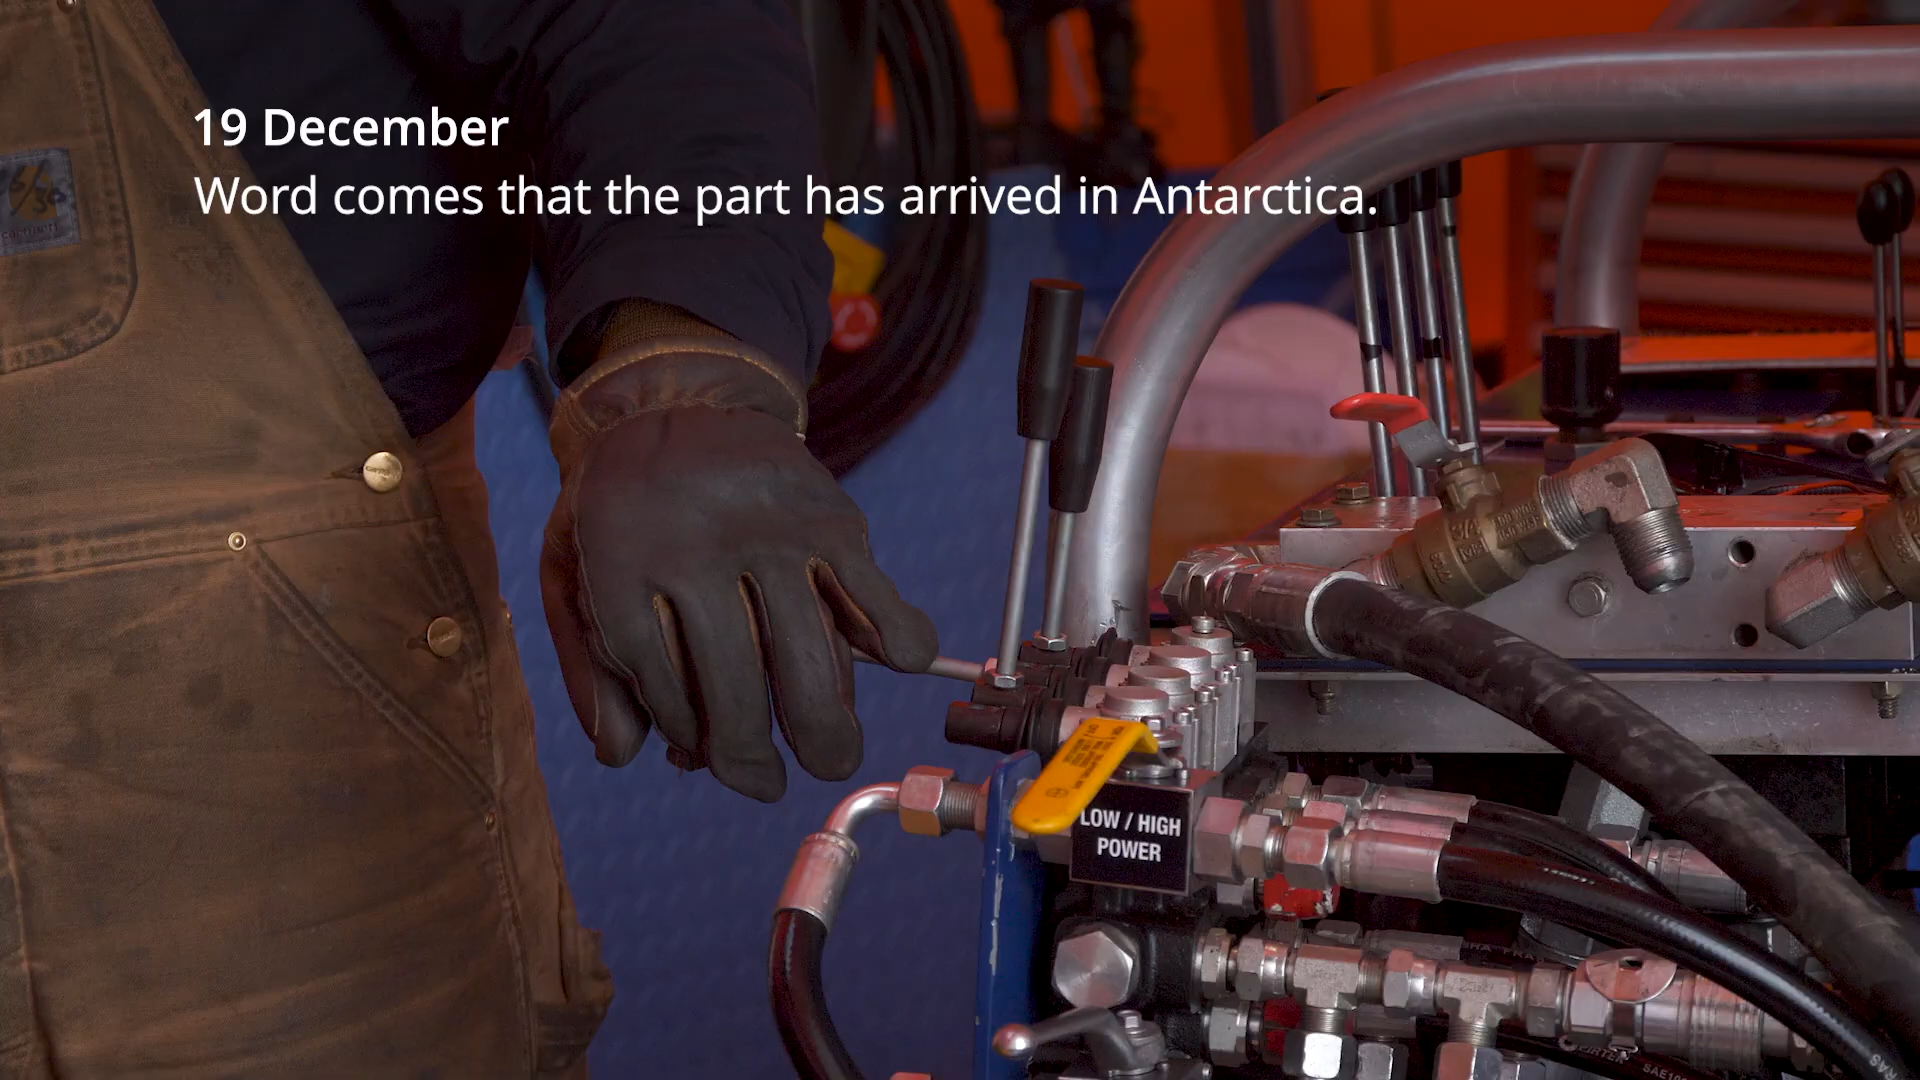 19 December
Word comes that the part has arrived in Antarctica.
LOW / HIGH
POWER